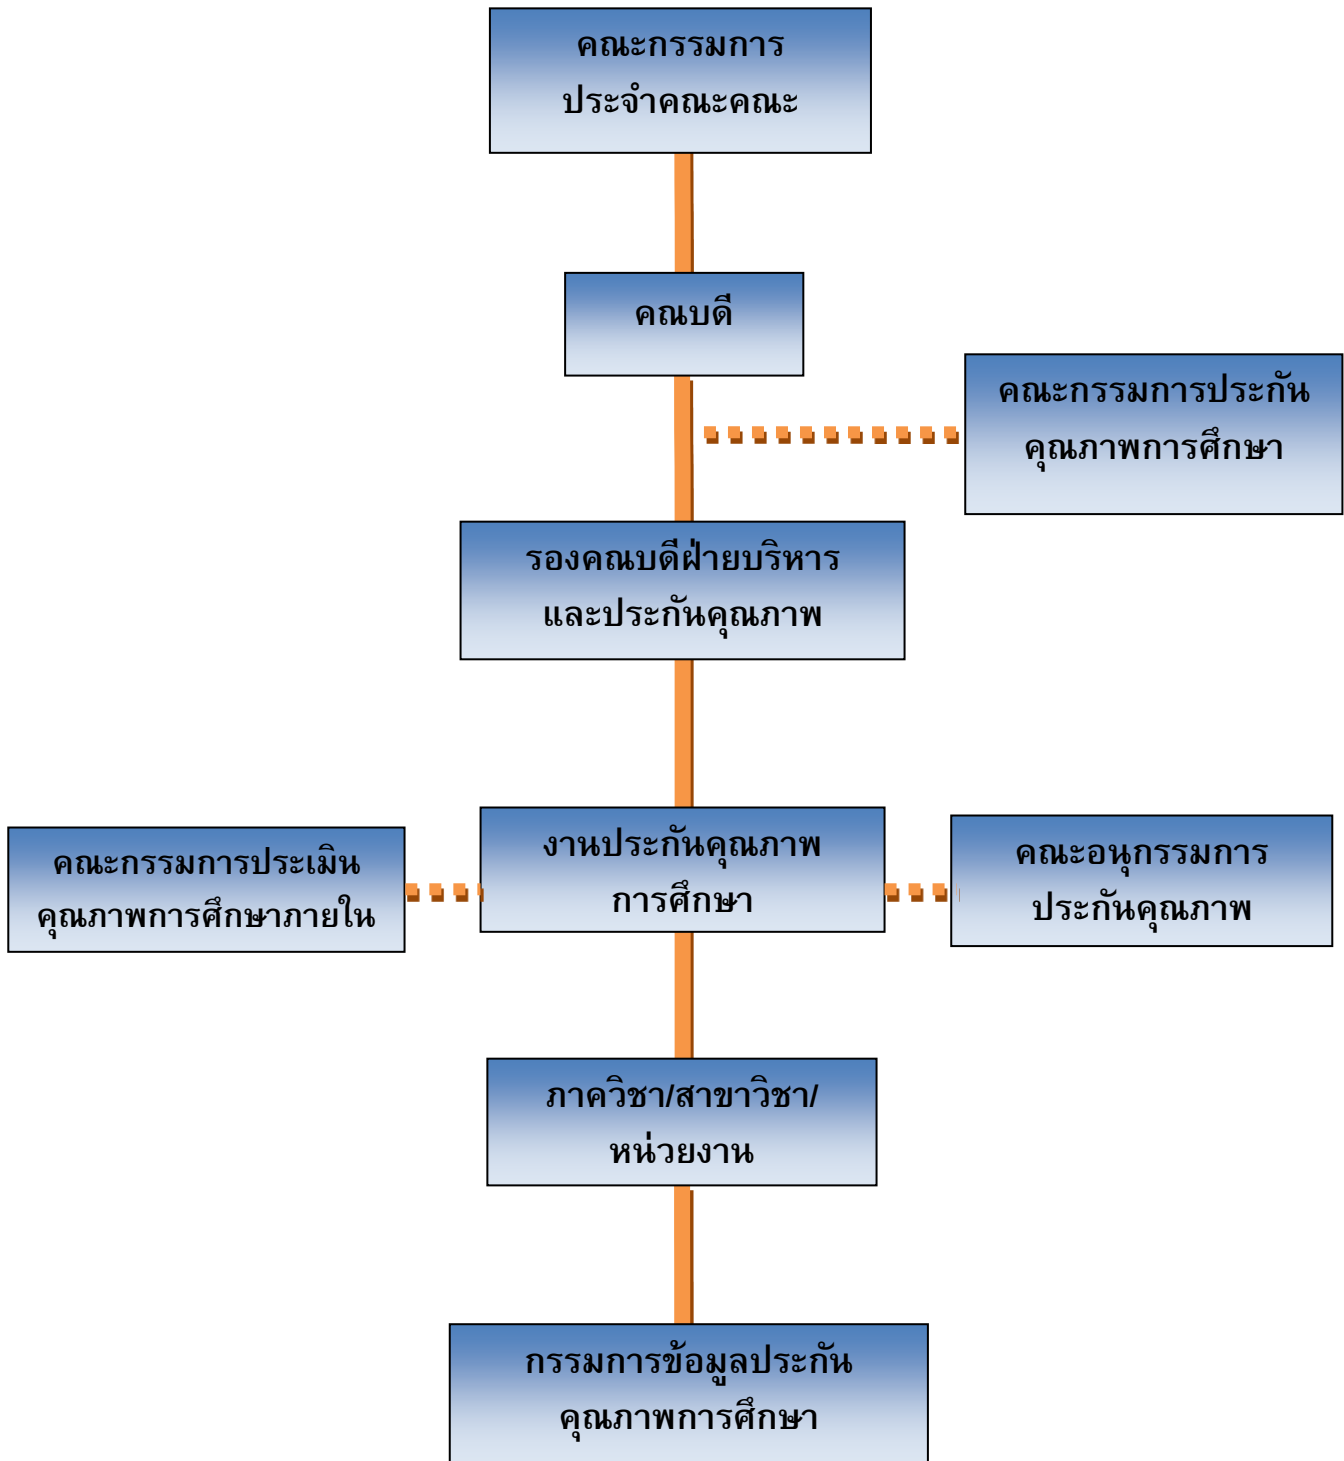 คณะกรรมการ
ประจำคณะคณะ
คณบดี
คณะกรรมการประกัน
คุณภาพการศึกษา
รองคณบดีฝ่ายบริหาร
และประกันคุณภาพ
คณะกรรมการประเมิน
คุณภาพการศึกษาภายใน
งานประกันคุณภาพ
การศึกษา
คณะอนุกรรมการ
ประกันคุณภาพ
ภาควิชา/สาขาวิชา/
หน่วยงาน
กรรมการข้อมูลประกัน
คุณภาพการศึกษา